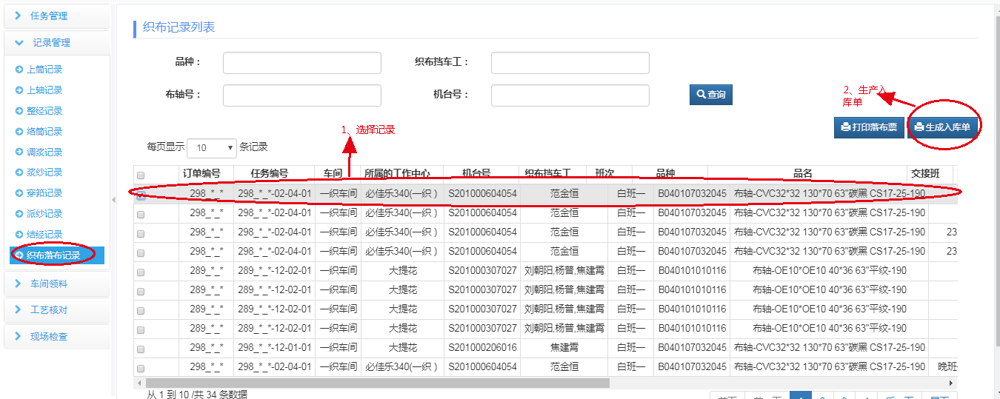 任务管理
记录管理
上筒记录
上轴记录
整经记录
络筒记录
调浆记录
浆纱记录
穿箱记录
派纱记录
结经记录
织布落布记录
车间领料
工艺核对
现场检查
织布记录列表
品种：
织布挡车工：
布轴号：
机台号：
查询
2、生产入
库单
打印落布票
生成入库单
1、选择记录
每页显示 10 条记录
订单编号 任务编号 车间 所属的工作中心 机台号 织布挡车工 班次 品种 品名 交接班
298_*_* 298_*_*-02-04-01 一织车间 必佳乐340(一织 ) S201000604054 范金恒 白班一 B040107032045 布轴-CVC32*32 130*70 63"碳黑 CS17-25-190
298_*_* 298_*_*-02-04-01 一织车间 必佳乐340(一织 ) S201000604054 范金恒 白班一 B040107032045 布轴-CVC32*32 130*70 63"碳黑 CS17-25-190
298_*_* 298_*_*-02-04-01 一织车间 必佳乐340(一织 ) S201000604054 范金恒 白班一 B040107032045 布轴-CVC32*32 130*70 63"碳黑 CS17-25-190 23
298_*_* 298_*_*-02-04-01 一织车间 必佳乐340(一织 ) S201000604054 范金恒 白班一 B040107032045 布轴-CVC32*32 130*70 63"碳黑 CS17-25-190 23
289_*_* 289_*_*-12-02-01 一织车间 大提花 S201000307027 刘朝阳,杨普,焦建霄 白班一 B040101010116 布轴-OE10*OE10 40*36 63"平纹-190
289_*_* 289_*_*-12-02-01 一织车间 大提花 S201000307027 刘朝阳,杨普,焦建霄 白班一 B040101010116 布轴-OE10*OE10 40*36 63"平纹-190
289_*_* 289_*_*-12-02-01 一织车间 大提花 S201000307027 刘朝阳,杨普,焦建霄 白班一 B040101010116 布轴-OE10*OE10 40*36 63"平纹-190
289_*_* 289_*_*-12-02-01 一织车间 大提花 S201000307027 刘朝阳,杨普,焦建霄 白班一 B040101010116 布轴-OE10*OE10 40*36 63"平纹-190
298_*_* 298_*_*-12-01-01 一织车间 大提花 S201000206016 焦建霄 白班一 B040107032045 布轴-CVC32*32 130*70 63"碳黑 CS17-25-190
298_*_* 298_*_*-02-04-01 一织车间 必佳乐340(一织 ) S201000604054 范金恒 白班一 B040107032045 布轴-CVC32*32 130*70 63"碳黑 CS17-25-190 晚班
从 1 到 10 /共 34 条数据